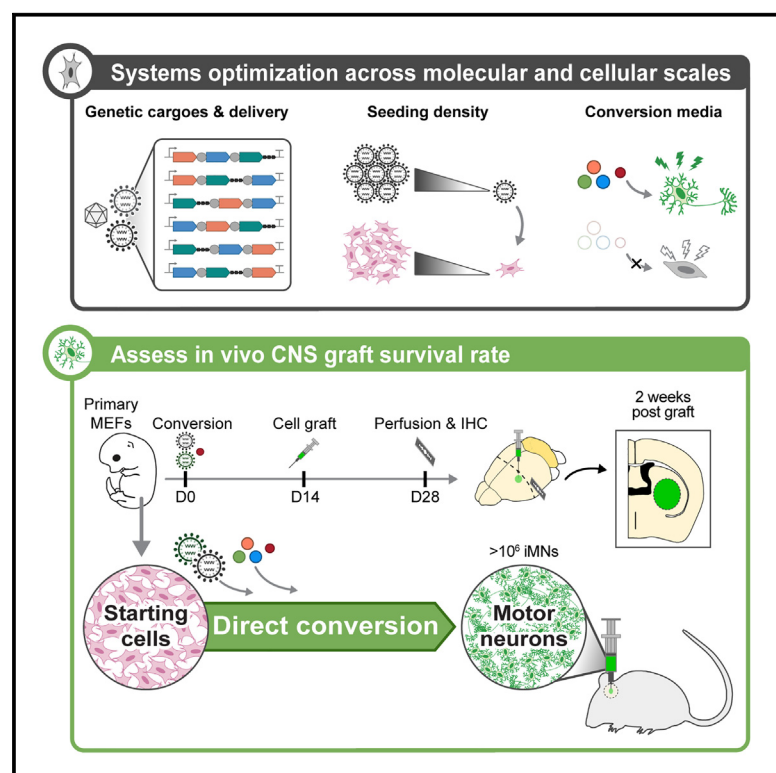 Systems optimization across molecular and cellular scales
Genetic cargoes & delivery
Seeding density
Conversion media
Assess in vivo CNS graft survival rate
Primary
MEFs
Conversion
Cell graft
Perfusion & IHC
2 weeks
post graft
D0
D14
D28
>10⁶ iMNs
Starting
cells
Direct conversion
Motor
neurons